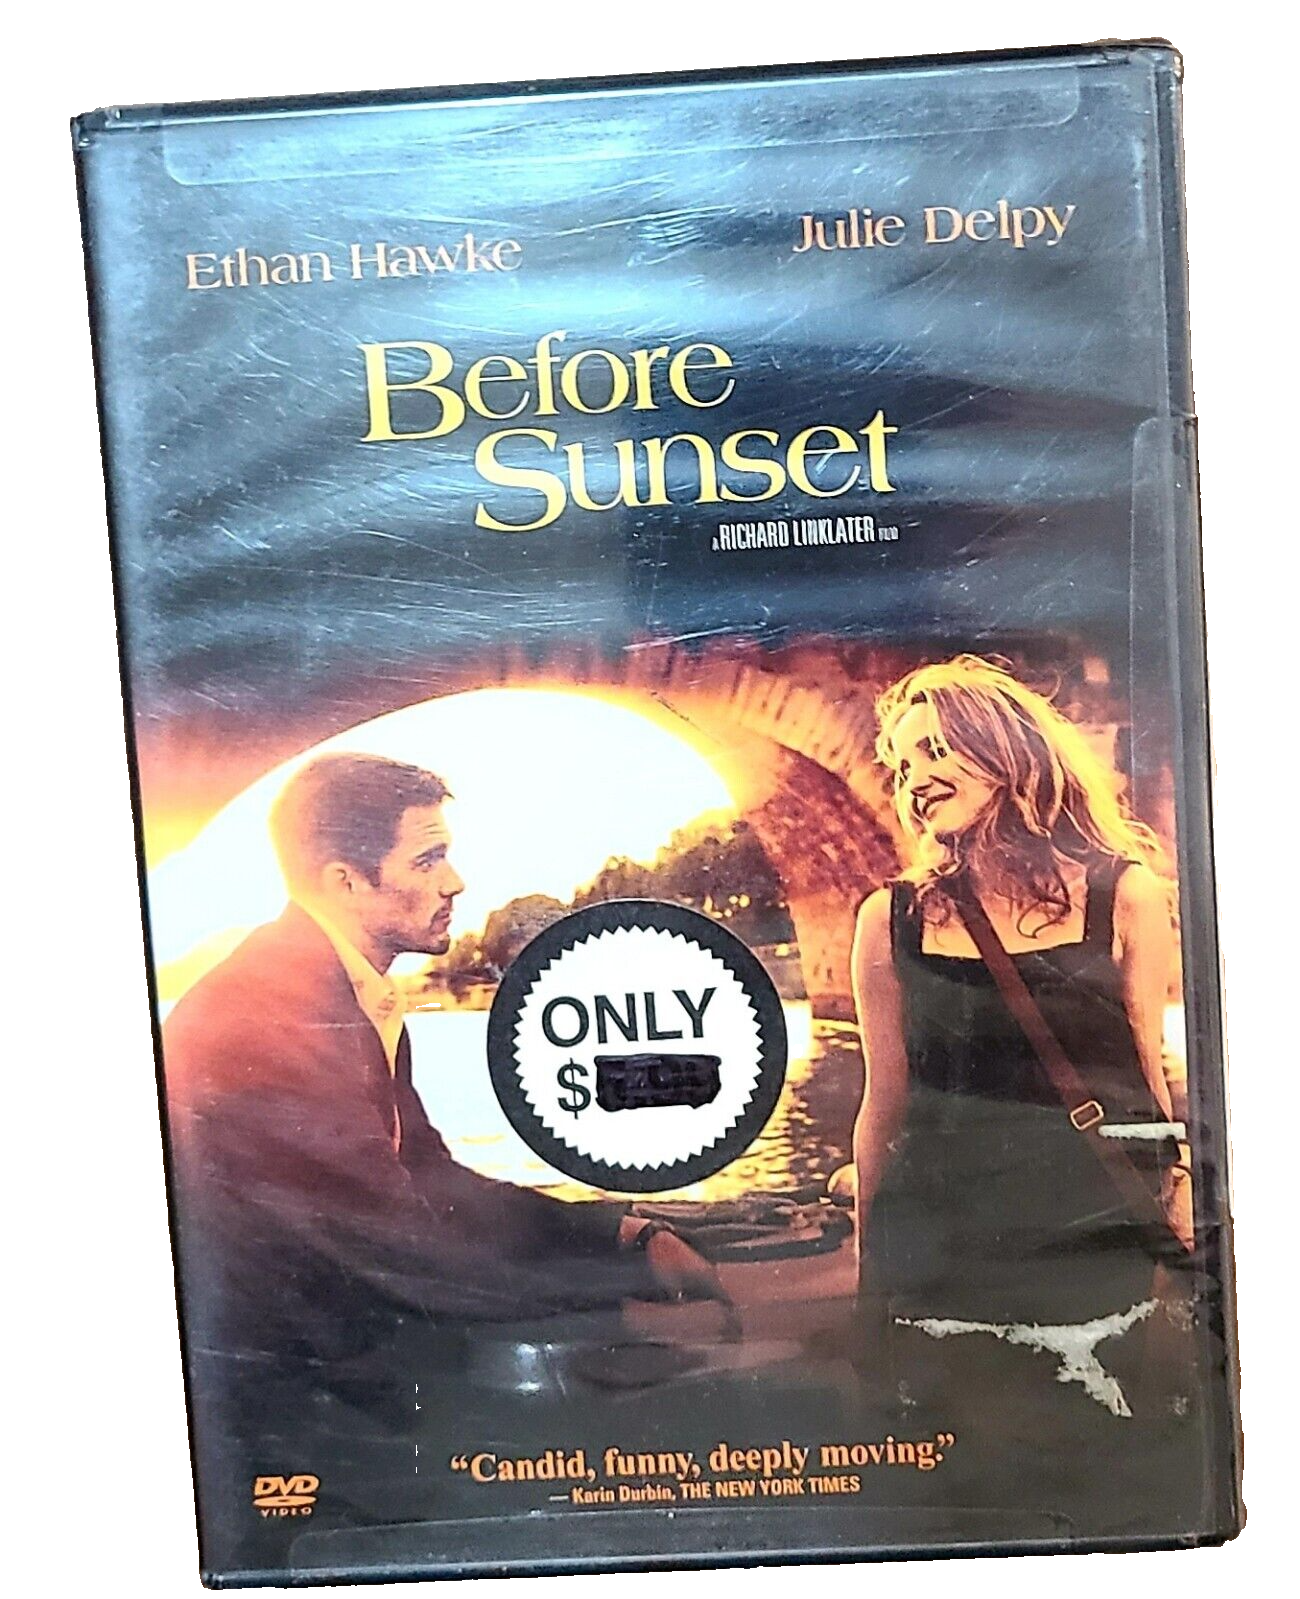 Ethan Hawke
Julie Delpy
Before
Sunset
A RICHARD LINKLATER FILM
ONLY
$
“Candid, funny, deeply moving.”
— Karin Durbin, THE NEW YORK TIMES
DVD
VIDEO